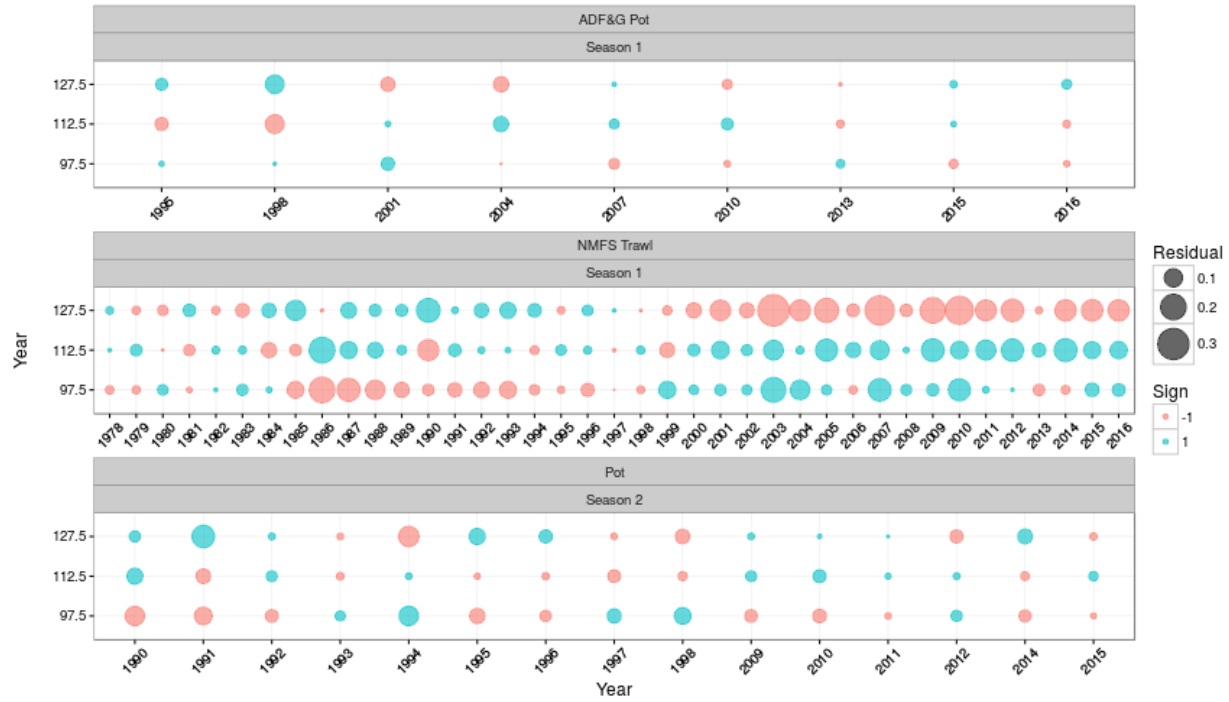 ADF&G Pot
Season 1
127.5
112.5
97.5
1995 1998 2001 2004 2007 2010 2013 2015 2016
NMFS Trawl
Season 1
127.5
112.5
97.5
1978 1979 1980 1981 1982 1983 1984 1985 1986 1987 1988 1989 1990 1991 1992 1993 1994 1995 1996 1997 1998 1999 2000 2001 2002 2003 2004 2005 2006 2007 2008 2009 2010 2011 2012 2013 2014 2015 2016
Pot
Season 2
127.5
112.5
97.5
1990 1991 1992 1993 1994 1995 1996 1997 1998 2009 2010 2011 2012 2014 2015
Year
Year
Residual
0.1
0.2
0.3
Sign
-1
1